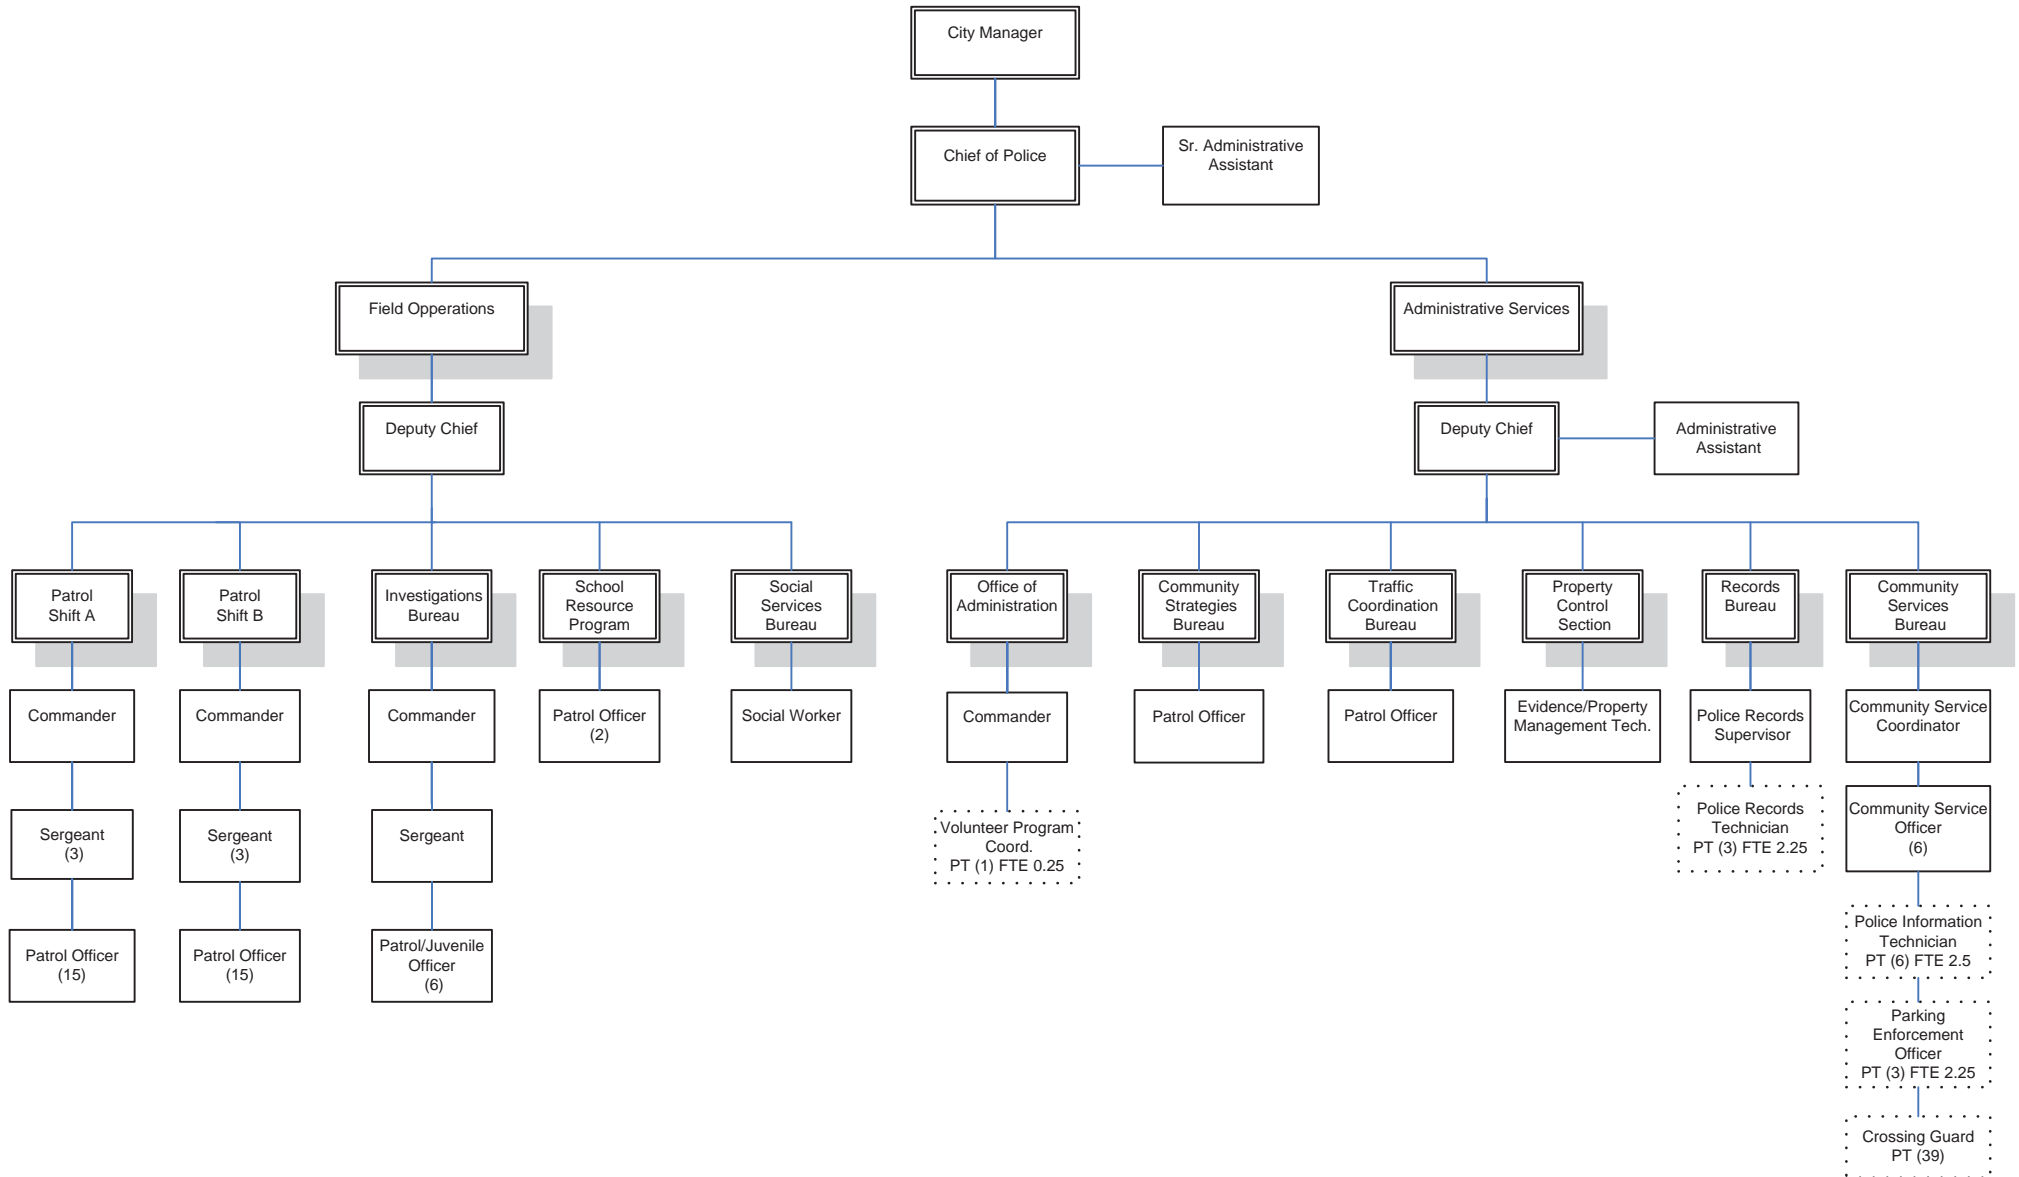 City Manager
Chief of Police
Sr. Administrative
Assistant
Field Opperations
Administrative Services
Deputy Chief
Deputy Chief
Administrative
Assistant
Patrol
Shift A
Patrol
Shift B
Investigations
Bureau
School
Resource
Program
Social
Services
Bureau
Office of
Administration
Community
Strategies
Bureau
Traffic
Coordination
Bureau
Property
Control
Section
Records
Bureau
Community
Services
Bureau
Commander
Commander
Commander
Patrol Officer
(2)
Social Worker
Commander
Patrol Officer
Patrol Officer
Evidence/Property
Management Tech.
Police Records
Supervisor
Community Service
Coordinator
Sergeant
(3)
Sergeant
(3)
Sergeant
Volunteer Program
Coord.
PT (1) FTE 0.25
Police Records
Technician
PT (3) FTE 2.25
Community Service
Officer
(6)
Patrol Officer
(15)
Patrol Officer
(15)
Patrol/Juvenile
Officer
(6)
Police Information
Technician
PT (6) FTE 2.5
Parking
Enforcement
Officer
PT (3) FTE 2.25
Crossing Guard
PT (39)